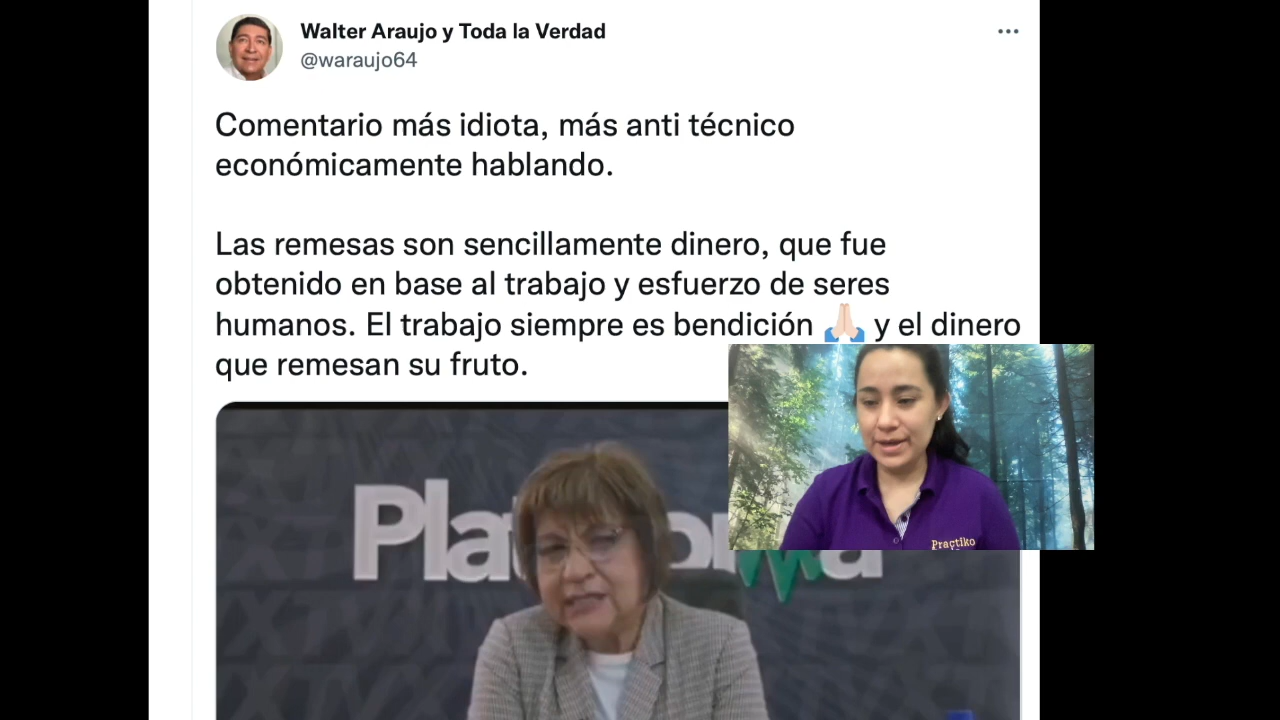 Walter Araujo y Toda la Verdad
@waraujo64
Comentario más idiota, más anti técnico
económicamente hablando.
Las remesas son sencillamente dinero, que fue
obtenido en base al trabajo y esfuerzo de seres
humanos. El trabajo siempre es bendición 🙏🏻 y el dinero
que remesan su fruto.
Practiko